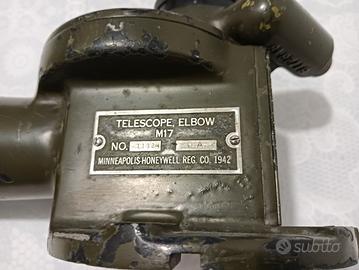 TELESCOPE, ELBOW
M17
NO.
MINNEAPOLIS-HONEYWELL REG. CO. 1942
subito